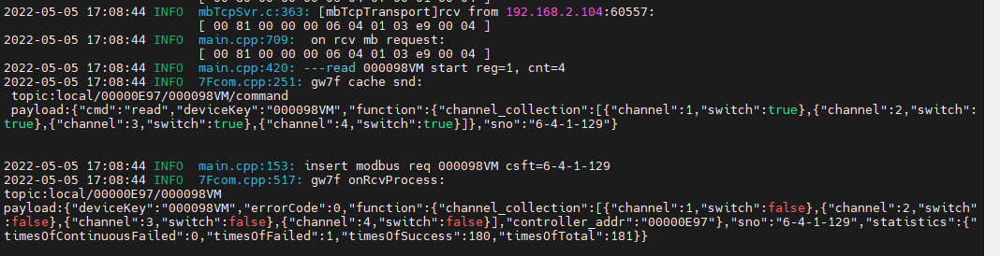 2022-05-05 17:08:44 INFO  mbTcpSvr.c:363: [mbTcpTransport]rcv from 192.168.2.104:60557:
[ 00 81 00 00 00 06 04 01 03 e9 00 04 ]
2022-05-05 17:08:44 INFO  main.cpp:709:  on rcv mb request:
[ 00 81 00 00 00 06 04 01 03 e9 00 04 ]
2022-05-05 17:08:44 INFO  main.cpp:420: ---read 000098VM start reg=1, cnt=4
2022-05-05 17:08:44 INFO  7Fcom.cpp:251: gw7f cache snd:
topic:local/00000E97/000098VM/command
payload:{"cmd":"read","deviceKey":"000098VM","function":{"channel_collection":[{"channel":1,"switch":true},{"channel":2,"switch":
true},{"channel":3,"switch":true},{"channel":4,"switch":true}]},"sno":"6-4-1-129"}
2022-05-05 17:08:44 INFO  main.cpp:153: insert modbus req 000098VM csft=6-4-1-129
2022-05-05 17:08:44 INFO  7Fcom.cpp:517: gw7f onRcvProcess:
topic:local/00000E97/000098VM
payload:{"deviceKey":"000098VM","errorCode":0,"function":{"channel_collection":[{"channel":1,"switch":false},{"channel":2,"switch"
:false},{"channel":3,"switch":false},{"channel":4,"switch":false}],"controller_addr":"00000E97"},"sno":"6-4-1-129","statistics":{"
timesOfContinuousFailed":0,"timesOfFailed":1,"timesOfSuccess":180,"timesOfTotal":181}}